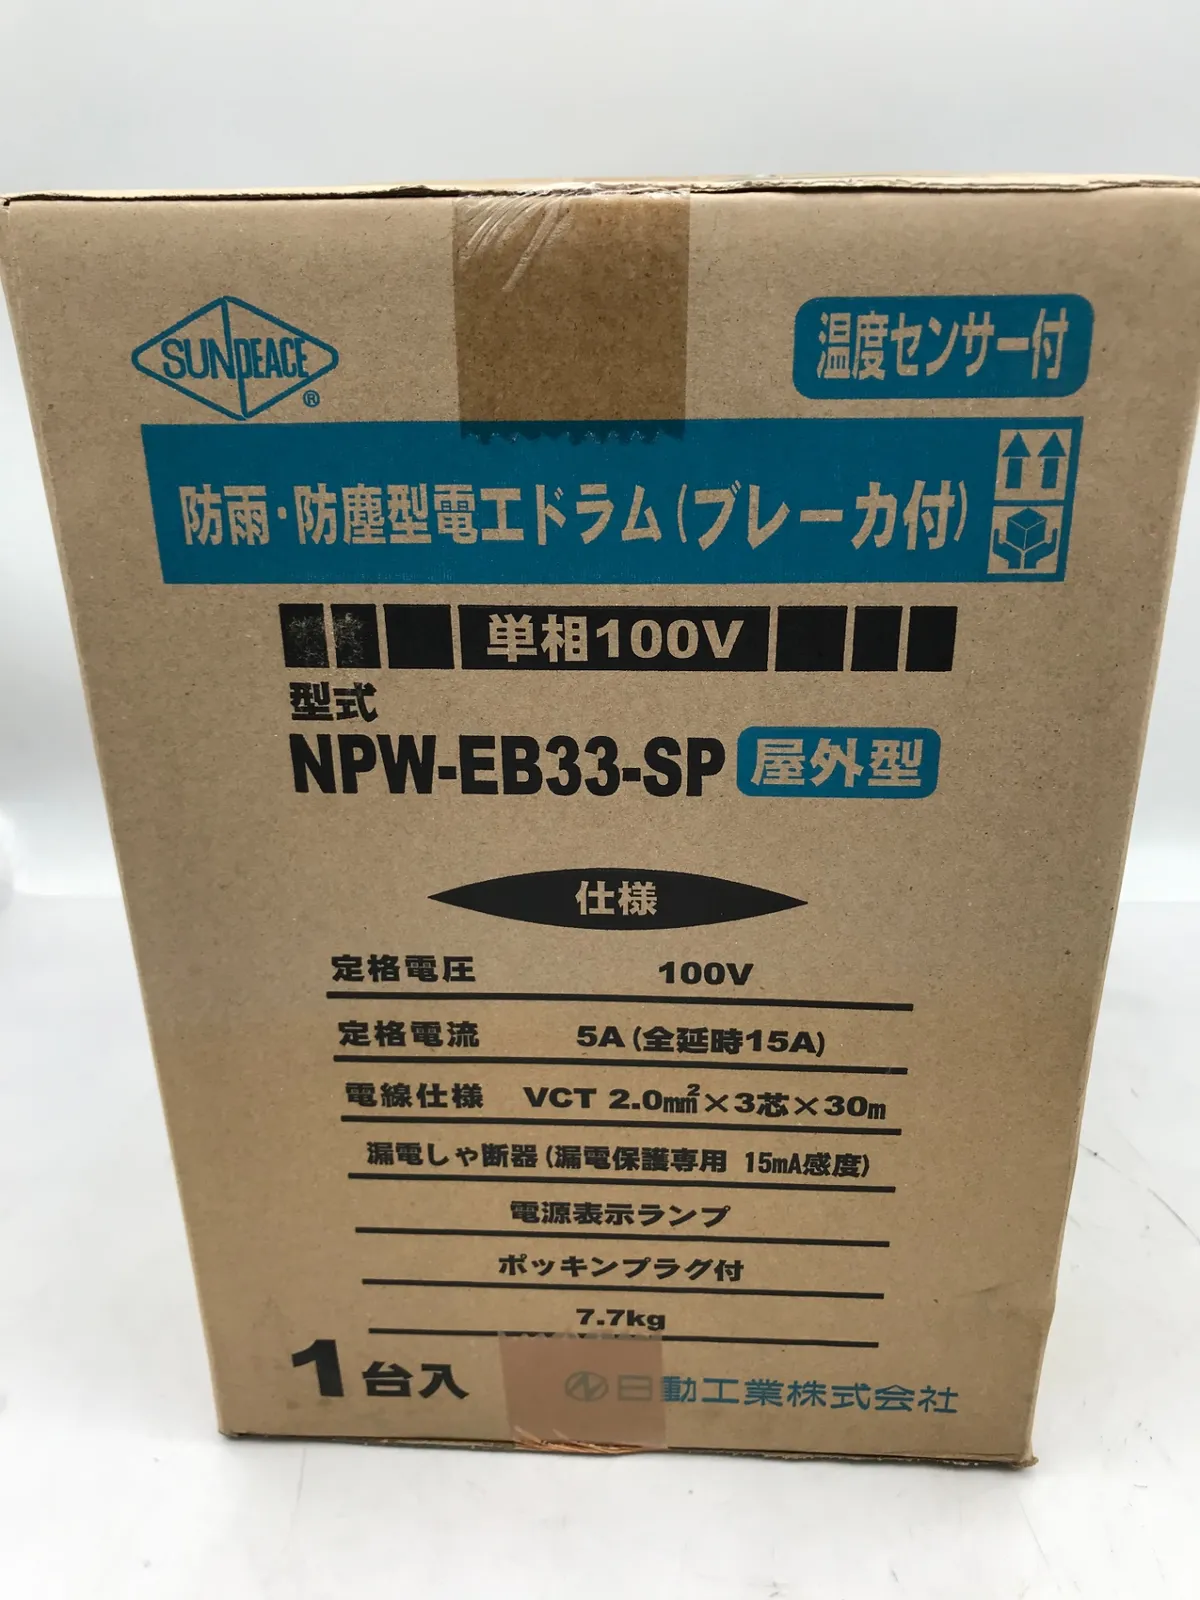 SUNPEACE
®
温度センサー付
防雨・防塵型電工ドラム(ブレーカ付)
単相100V
型式
NPW-EB33-SP 屋外型
仕様
定格電圧 100V
定格電流 5A(全延時15A)
電線仕様 VCT 2.0㎟×3芯×30m
漏電しゃ断器(漏電保護専用 15mA感度)
電源表示ランプ
ポッキンプラグ付
7.7kg
1台入
日動工業株式会社